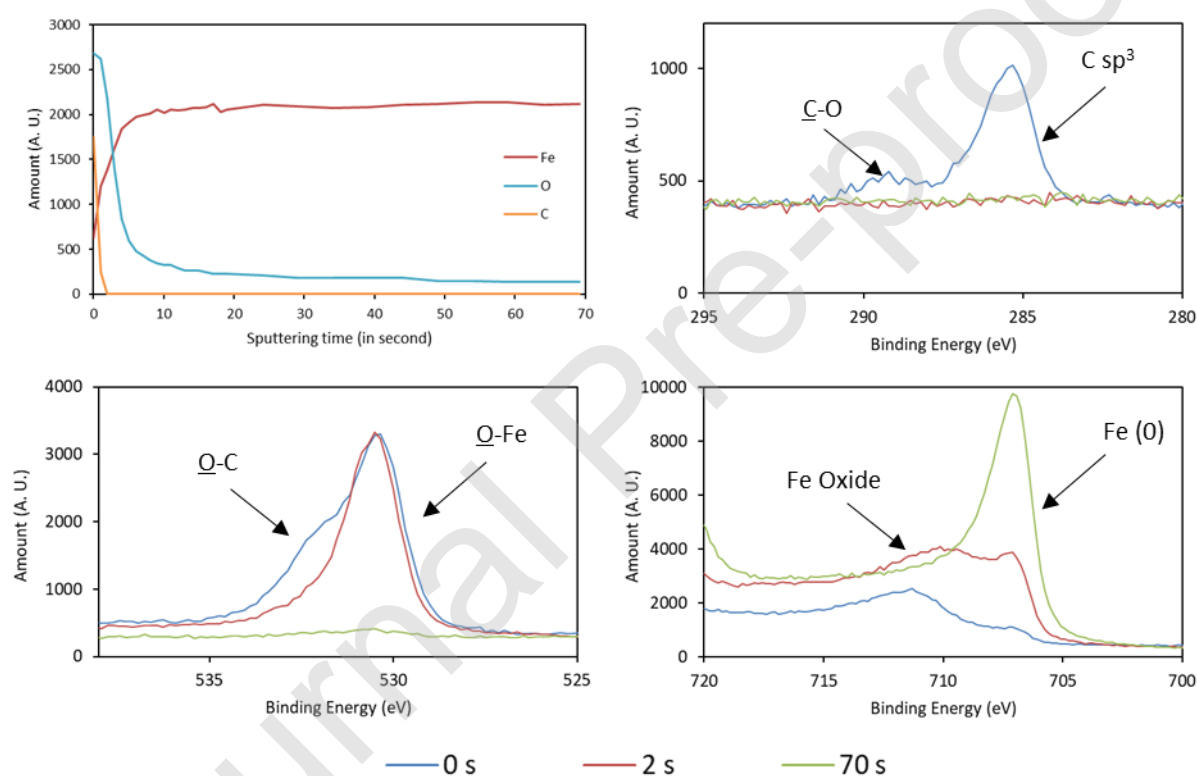 3000
2500
2000
1500
1000
500
0
Amount (A. U.)
Fe
O
C
0 10 20 30 40 50 60 70
Sputtering time (in second)
1000
500
0
Amount (A. U.)
C sp³
C-O
295 290 285 280
Binding Energy (eV)
4000
3000
2000
1000
0
Amount (A. U.)
O-C
O-Fe
535 530 525
Binding Energy (eV)
10000
8000
6000
4000
2000
0
Amount (A. U.)
Fe Oxide
Fe (0)
720 715 710 705 700
Binding Energy (eV)
0 s 2 s 70 s
urnal Pre-proo